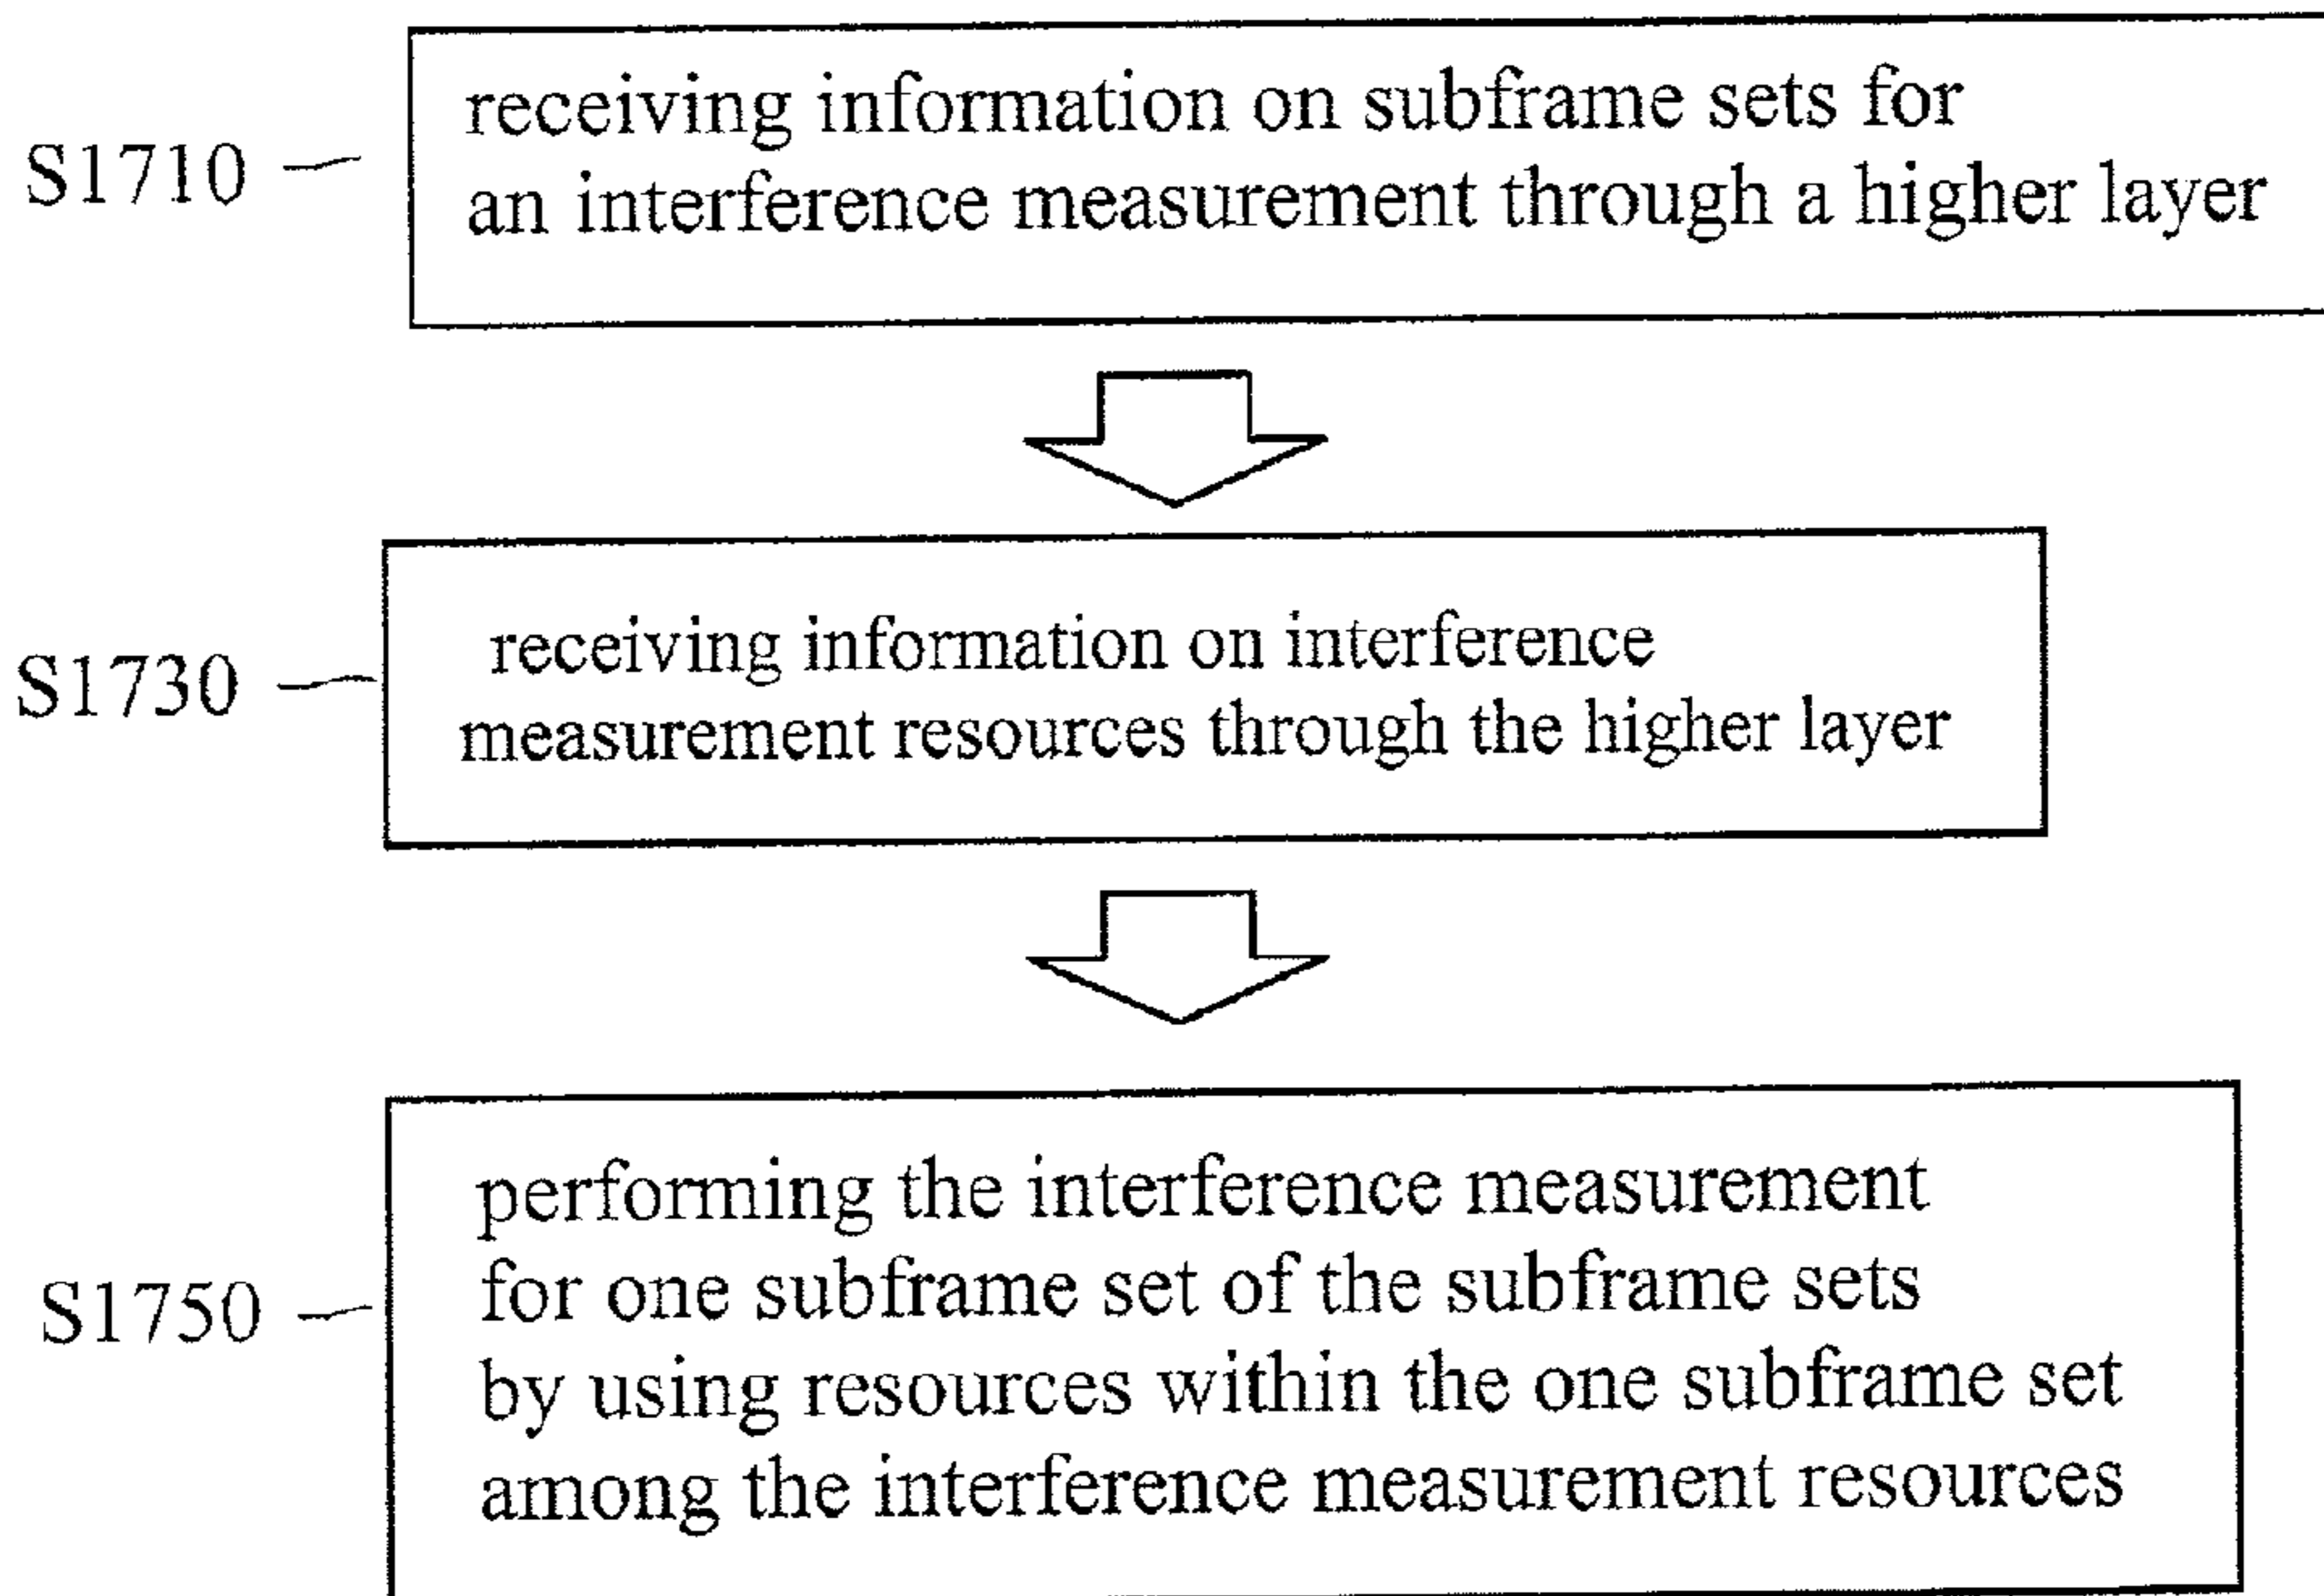 S1710
receiving information on subframe sets for
an interference measurement through a higher layer
S1730
receiving information on interference
measurement resources through the higher layer
S1750
performing the interference measurement
for one subframe set of the subframe sets
by using resources within the one subframe set
among the interference measurement resources